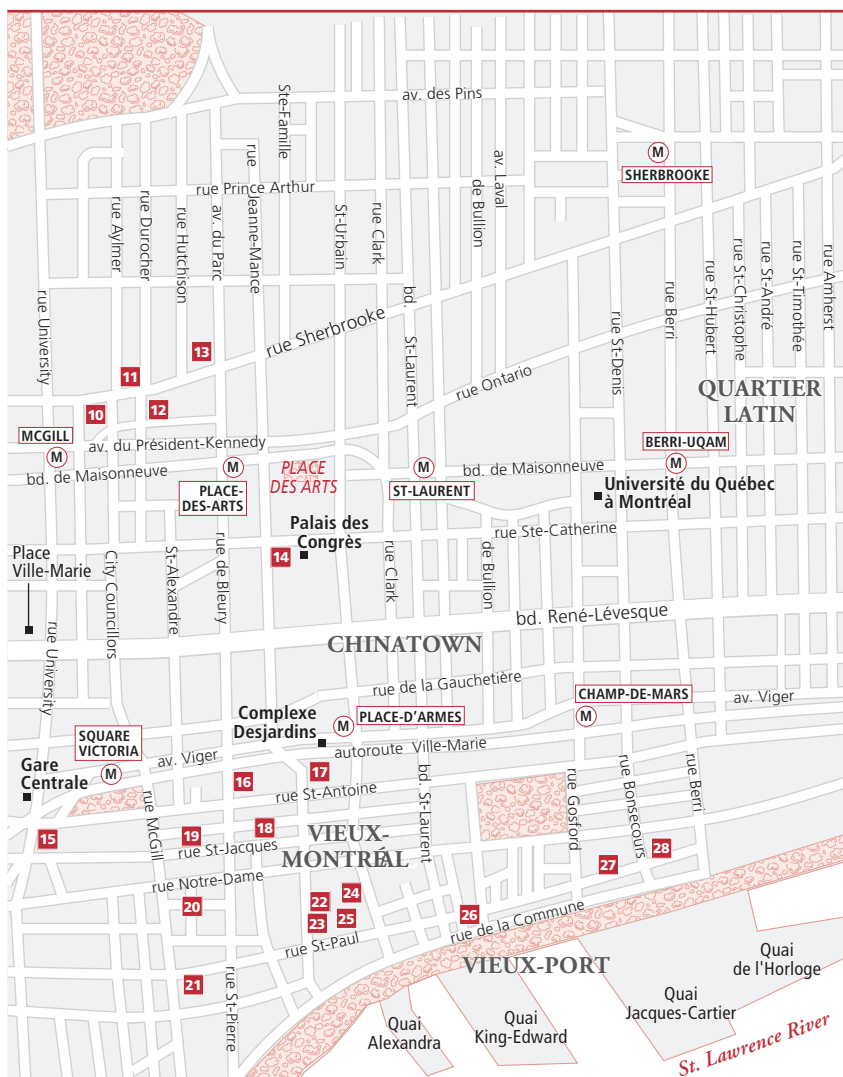 av. des Pins
Ste-Famille
rue
Jeanne-Mance
rue Prince Arthur
rue Aylmer
rue Durocher
rue Hutchison
av. du Parc
St-Urbain
rue Clark
de Bullion
av. Laval
M
SHERBROOKE
rue University
bd.
St-Laurent
rue Sherbrooke
rue Ontario
rue St-Denis
rue Berri
rue St-Hubert
rue St-Christophe
rue St-André
rue St-Timothée
rue Amherst
13
11
10
12
QUARTIER
LATIN
MCGILL
M
av. du Président-Kennedy
bd. de Maisonneuve
M
PLACE-
DES-ARTS
PLACE
DES ARTS
M
ST-LAURENT
bd. de Maisonneuve
BERRI-UQAM
M
Université du Québec
à Montréal
rue Ste-Catherine
Palais des
Congrès
14
Place
Ville-Marie
City Councillors
St-Alexandre
rue de Bleury
rue Clark
de Bullion
bd. René-Lévesque
CHINATOWN
rue University
rue de la Gauchetière
CHAMP-DE-MARS
M
av. Viger
Complexe
Desjardins
M
PLACE-D'ARMES
autoroute Ville-Marie
SQUARE
VICTORIA
M
av. Viger
Gare
Centrale
16
17
rue St-Antoine
bd. St-Laurent
rue Gosford
rue Bonsecours
rue Berri
15
rue McGill
19
18
rue St-Jacques
VIEUX-
MONTRÉAL
28
27
rue Notre-Dame
20
22
24
23
25
26
rue de la Commune
rue St-Paul
21
rue St-Pierre
VIEUX-PORT
Quai
Alexandra
Quai
King-Edward
Quai
Jacques-Cartier
Quai
de l'Horloge
St. Lawrence River